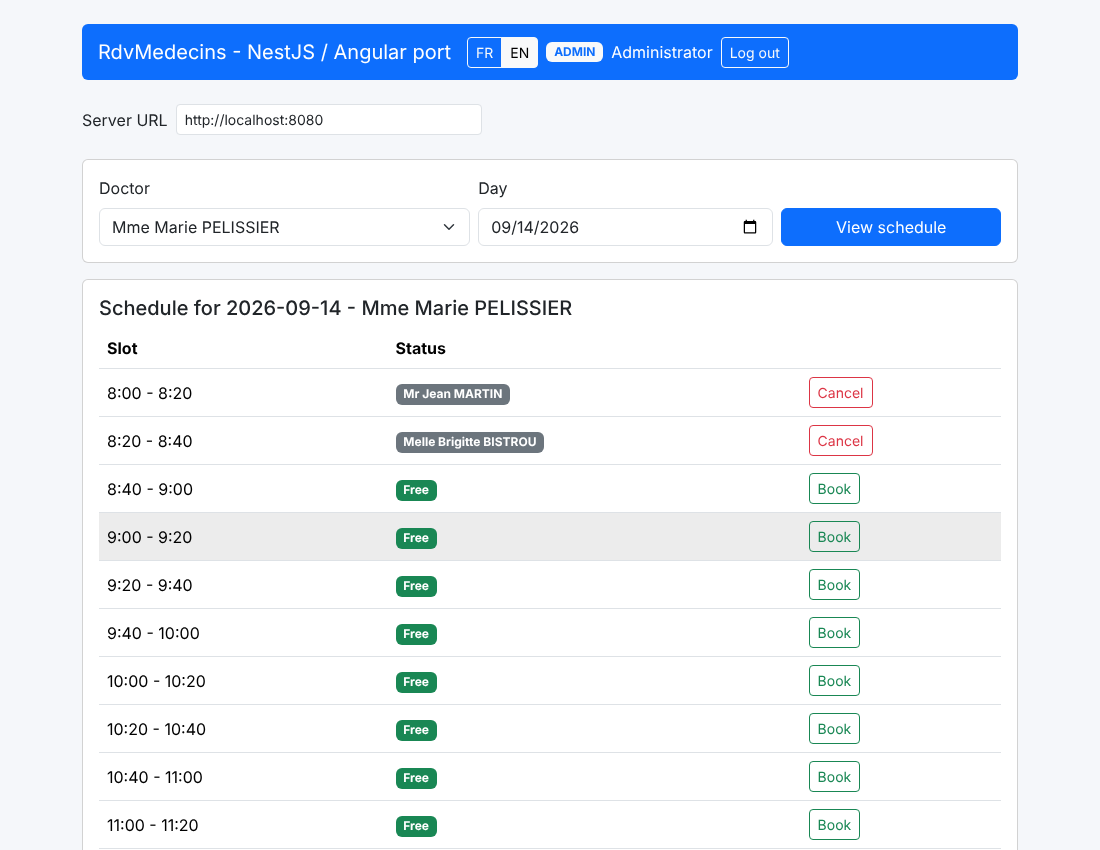 RdvMedecins - NestJS / Angular port FR EN ADMIN Administrator Log out
Server URL http://localhost:8080
Doctor Day
Mme Marie PELISSIER 09/14/2026 View schedule
Schedule for 2026-09-14 - Mme Marie PELISSIER
Slot Status
8:00 - 8:20 Mr Jean MARTIN Cancel
8:20 - 8:40 Melle Brigitte BISTROU Cancel
8:40 - 9:00 Free Book
9:00 - 9:20 Free Book
9:20 - 9:40 Free Book
9:40 - 10:00 Free Book
10:00 - 10:20 Free Book
10:20 - 10:40 Free Book
10:40 - 11:00 Free Book
11:00 - 11:20 Free Book